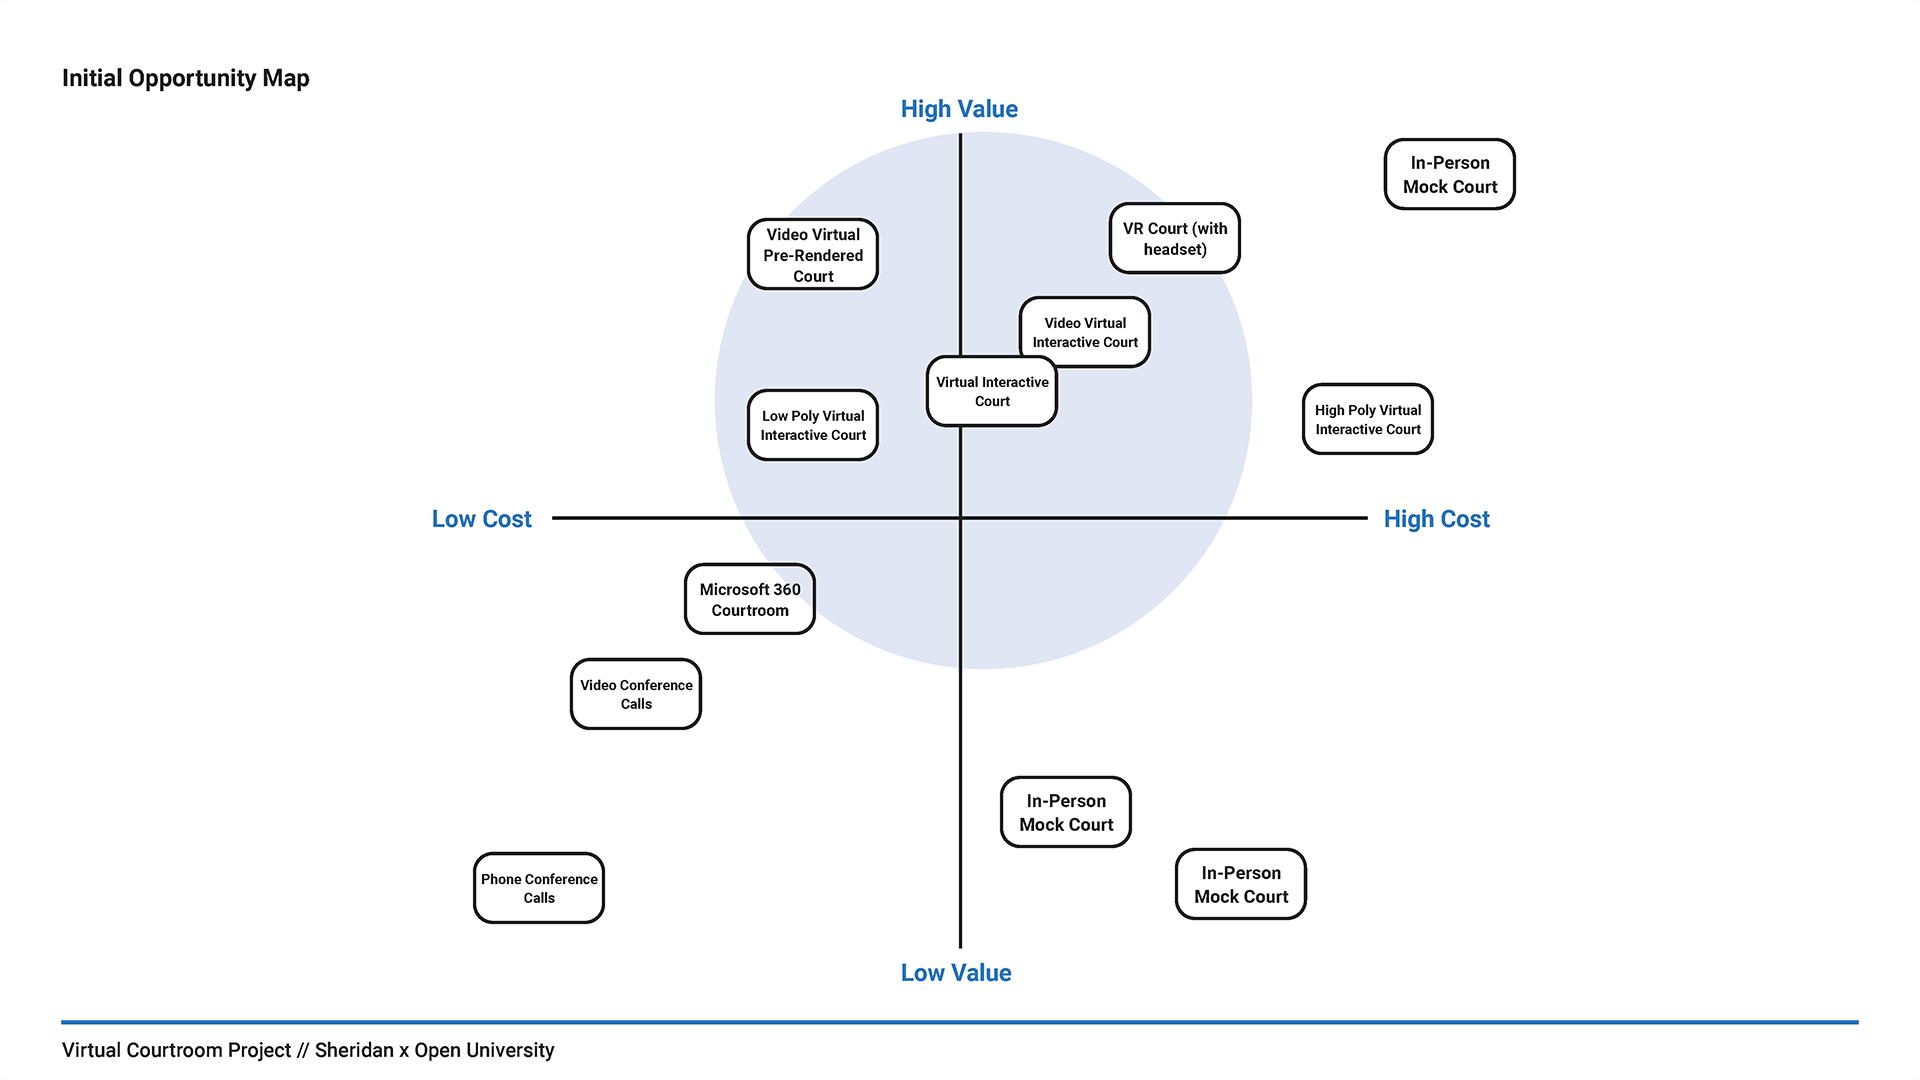 Initial Opportunity Map
High Value
In-Person
Mock Court
VR Court (with
headset)
Video Virtual
Pre-Rendered
Court
Video Virtual
Interactive Court
Virtual Interactive
Court
Low Poly Virtual
Interactive Court
High Poly Virtual
Interactive Court
Low Cost
High Cost
Microsoft 360
Courtroom
Video Conference
Calls
In-Person
Mock Court
Phone Conference
Calls
In-Person
Mock Court
Low Value
Virtual Courtroom Project // Sheridan x Open University